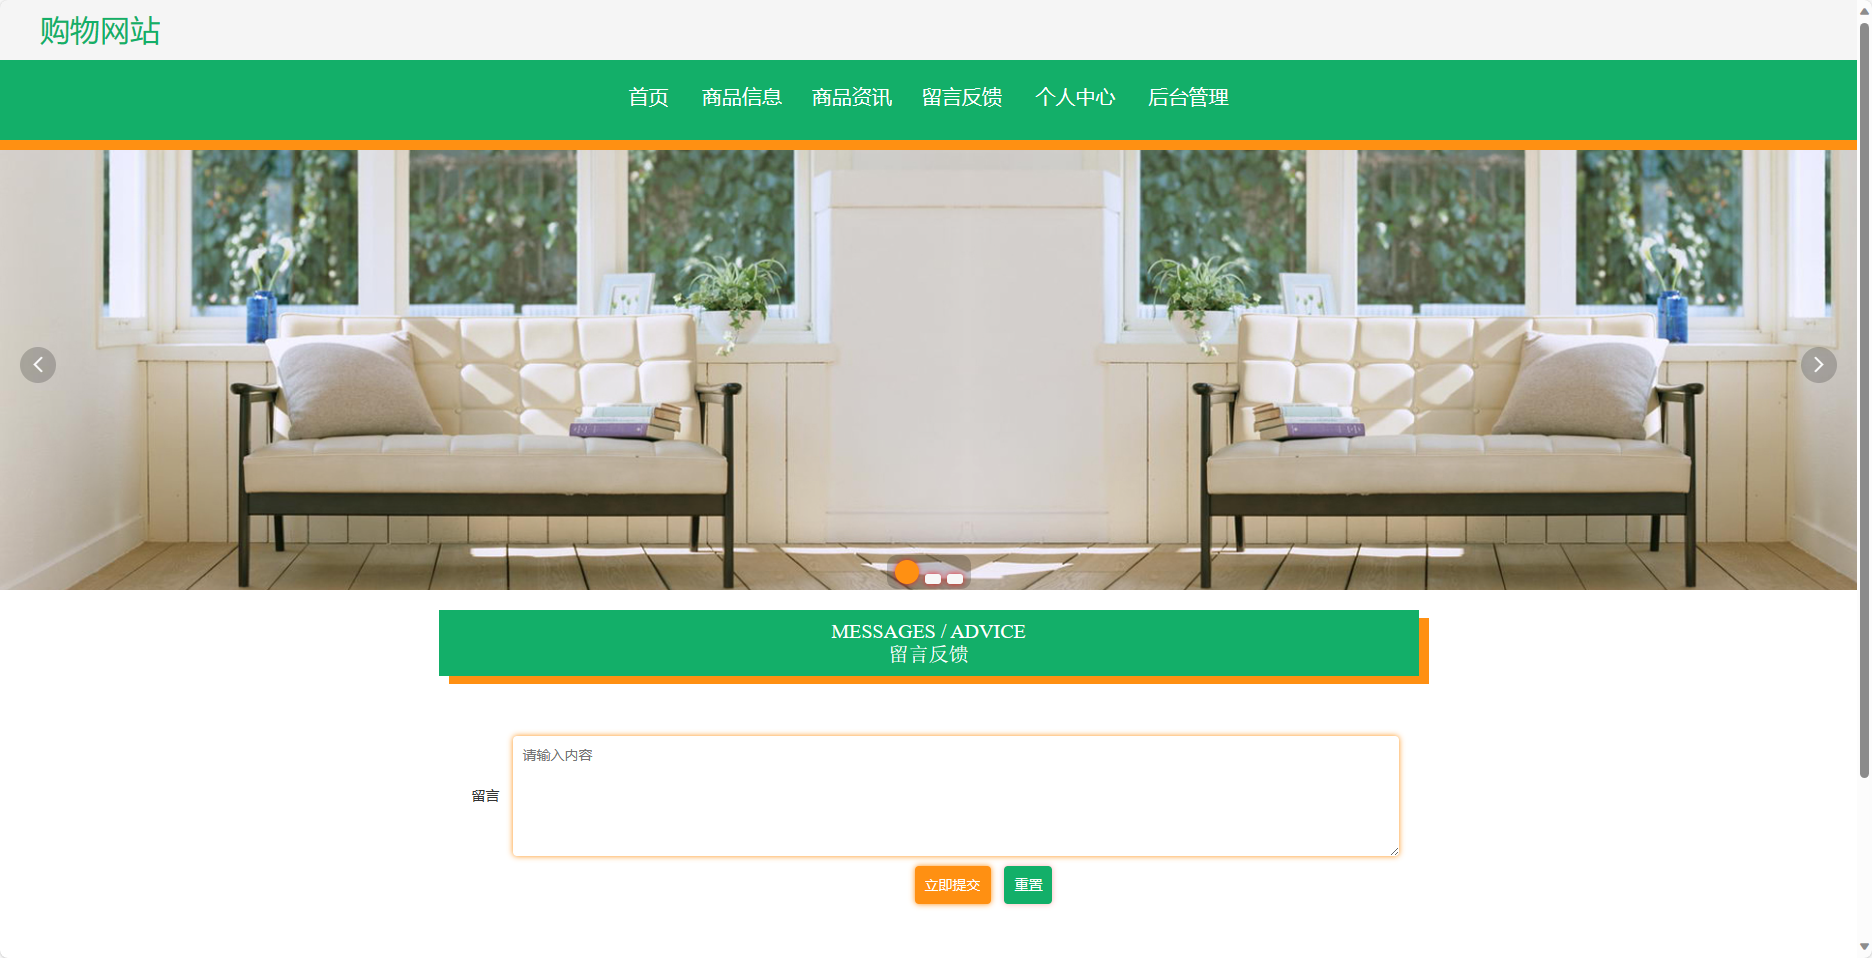 购物网站
首页 商品信息 商品资讯 留言反馈 个人中心 后台管理
MESSAGES / ADVICE
留言反馈
请输入内容
留言
立即提交 重置